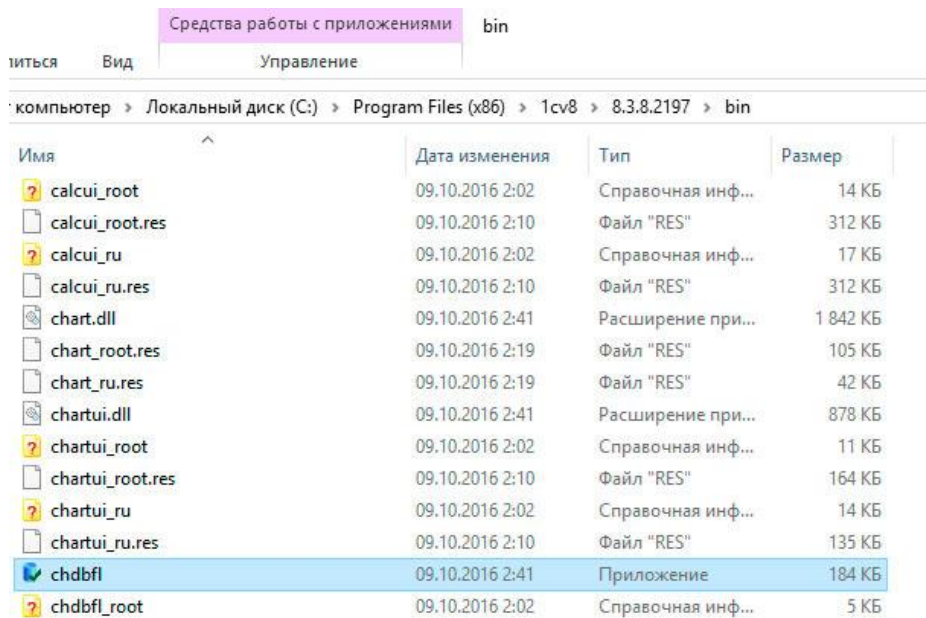 Средства работы с приложениями bin
литься Вид Управление
компьютер › Локальный диск (C:) › Program Files (x86) › 1cv8 › 8.3.8.2197 › bin
Имя Дата изменения Тип Размер
calcui_root 09.10.2016 2:02 Справочная инф... 14 КБ
calcui_root.res 09.10.2016 2:10 Файл "RES" 312 КБ
calcui_ru 09.10.2016 2:02 Справочная инф... 17 КБ
calcui_ru.res 09.10.2016 2:10 Файл "RES" 312 КБ
chart.dll 09.10.2016 2:41 Расширение при... 1 842 КБ
chart_root.res 09.10.2016 2:19 Файл "RES" 105 КБ
chart_ru.res 09.10.2016 2:19 Файл "RES" 42 КБ
chartui.dll 09.10.2016 2:41 Расширение при... 878 КБ
chartui_root 09.10.2016 2:02 Справочная инф... 11 КБ
chartui_root.res 09.10.2016 2:10 Файл "RES" 164 КБ
chartui_ru 09.10.2016 2:02 Справочная инф... 14 КБ
chartui_ru.res 09.10.2016 2:10 Файл "RES" 135 КБ
chdbfl 09.10.2016 2:41 Приложение 184 КБ
chdbfl_root 09.10.2016 2:02 Справочная инф... 5 КБ